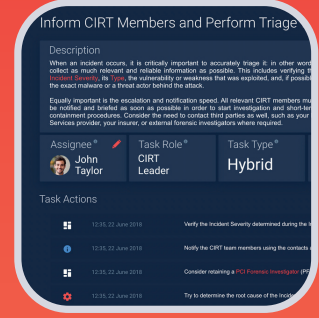 Inform CIRT Members and Perform Triage
Description
When an incident occurs, it is critically important to accurately triage it: in other word
collect as much relevant and reliable information as possible. This includes verifying th
Incident Severity, its Type, the vulnerability or weakness that was exploited, and, if possibl
the exact malware or a threat actor behind the attack.
Equally important is the escalation and notification speed. All relevant CIRT members mu
be notified and briefed as soon as possible in order to start investigation and short-ter
containment procedures. Consider the need to contact third parties as well, such as your
Services provider, your insurer, or external forensic investigators where required.
Assignee*
Task Role*
Task Type*
John
Taylor
CIRT
Leader
Hybrid
Task Actions
12:35, 22 June 2018 Verify the Incident Severity determined during the I
12:35, 22 June 2018 Notify the CIRT team members using the contacts a
12:35, 22 June 2018 Consider retaining a PCI Forensic Investigator (PF
12:35, 22 June 2018 Try to determine the root cause of the Incide